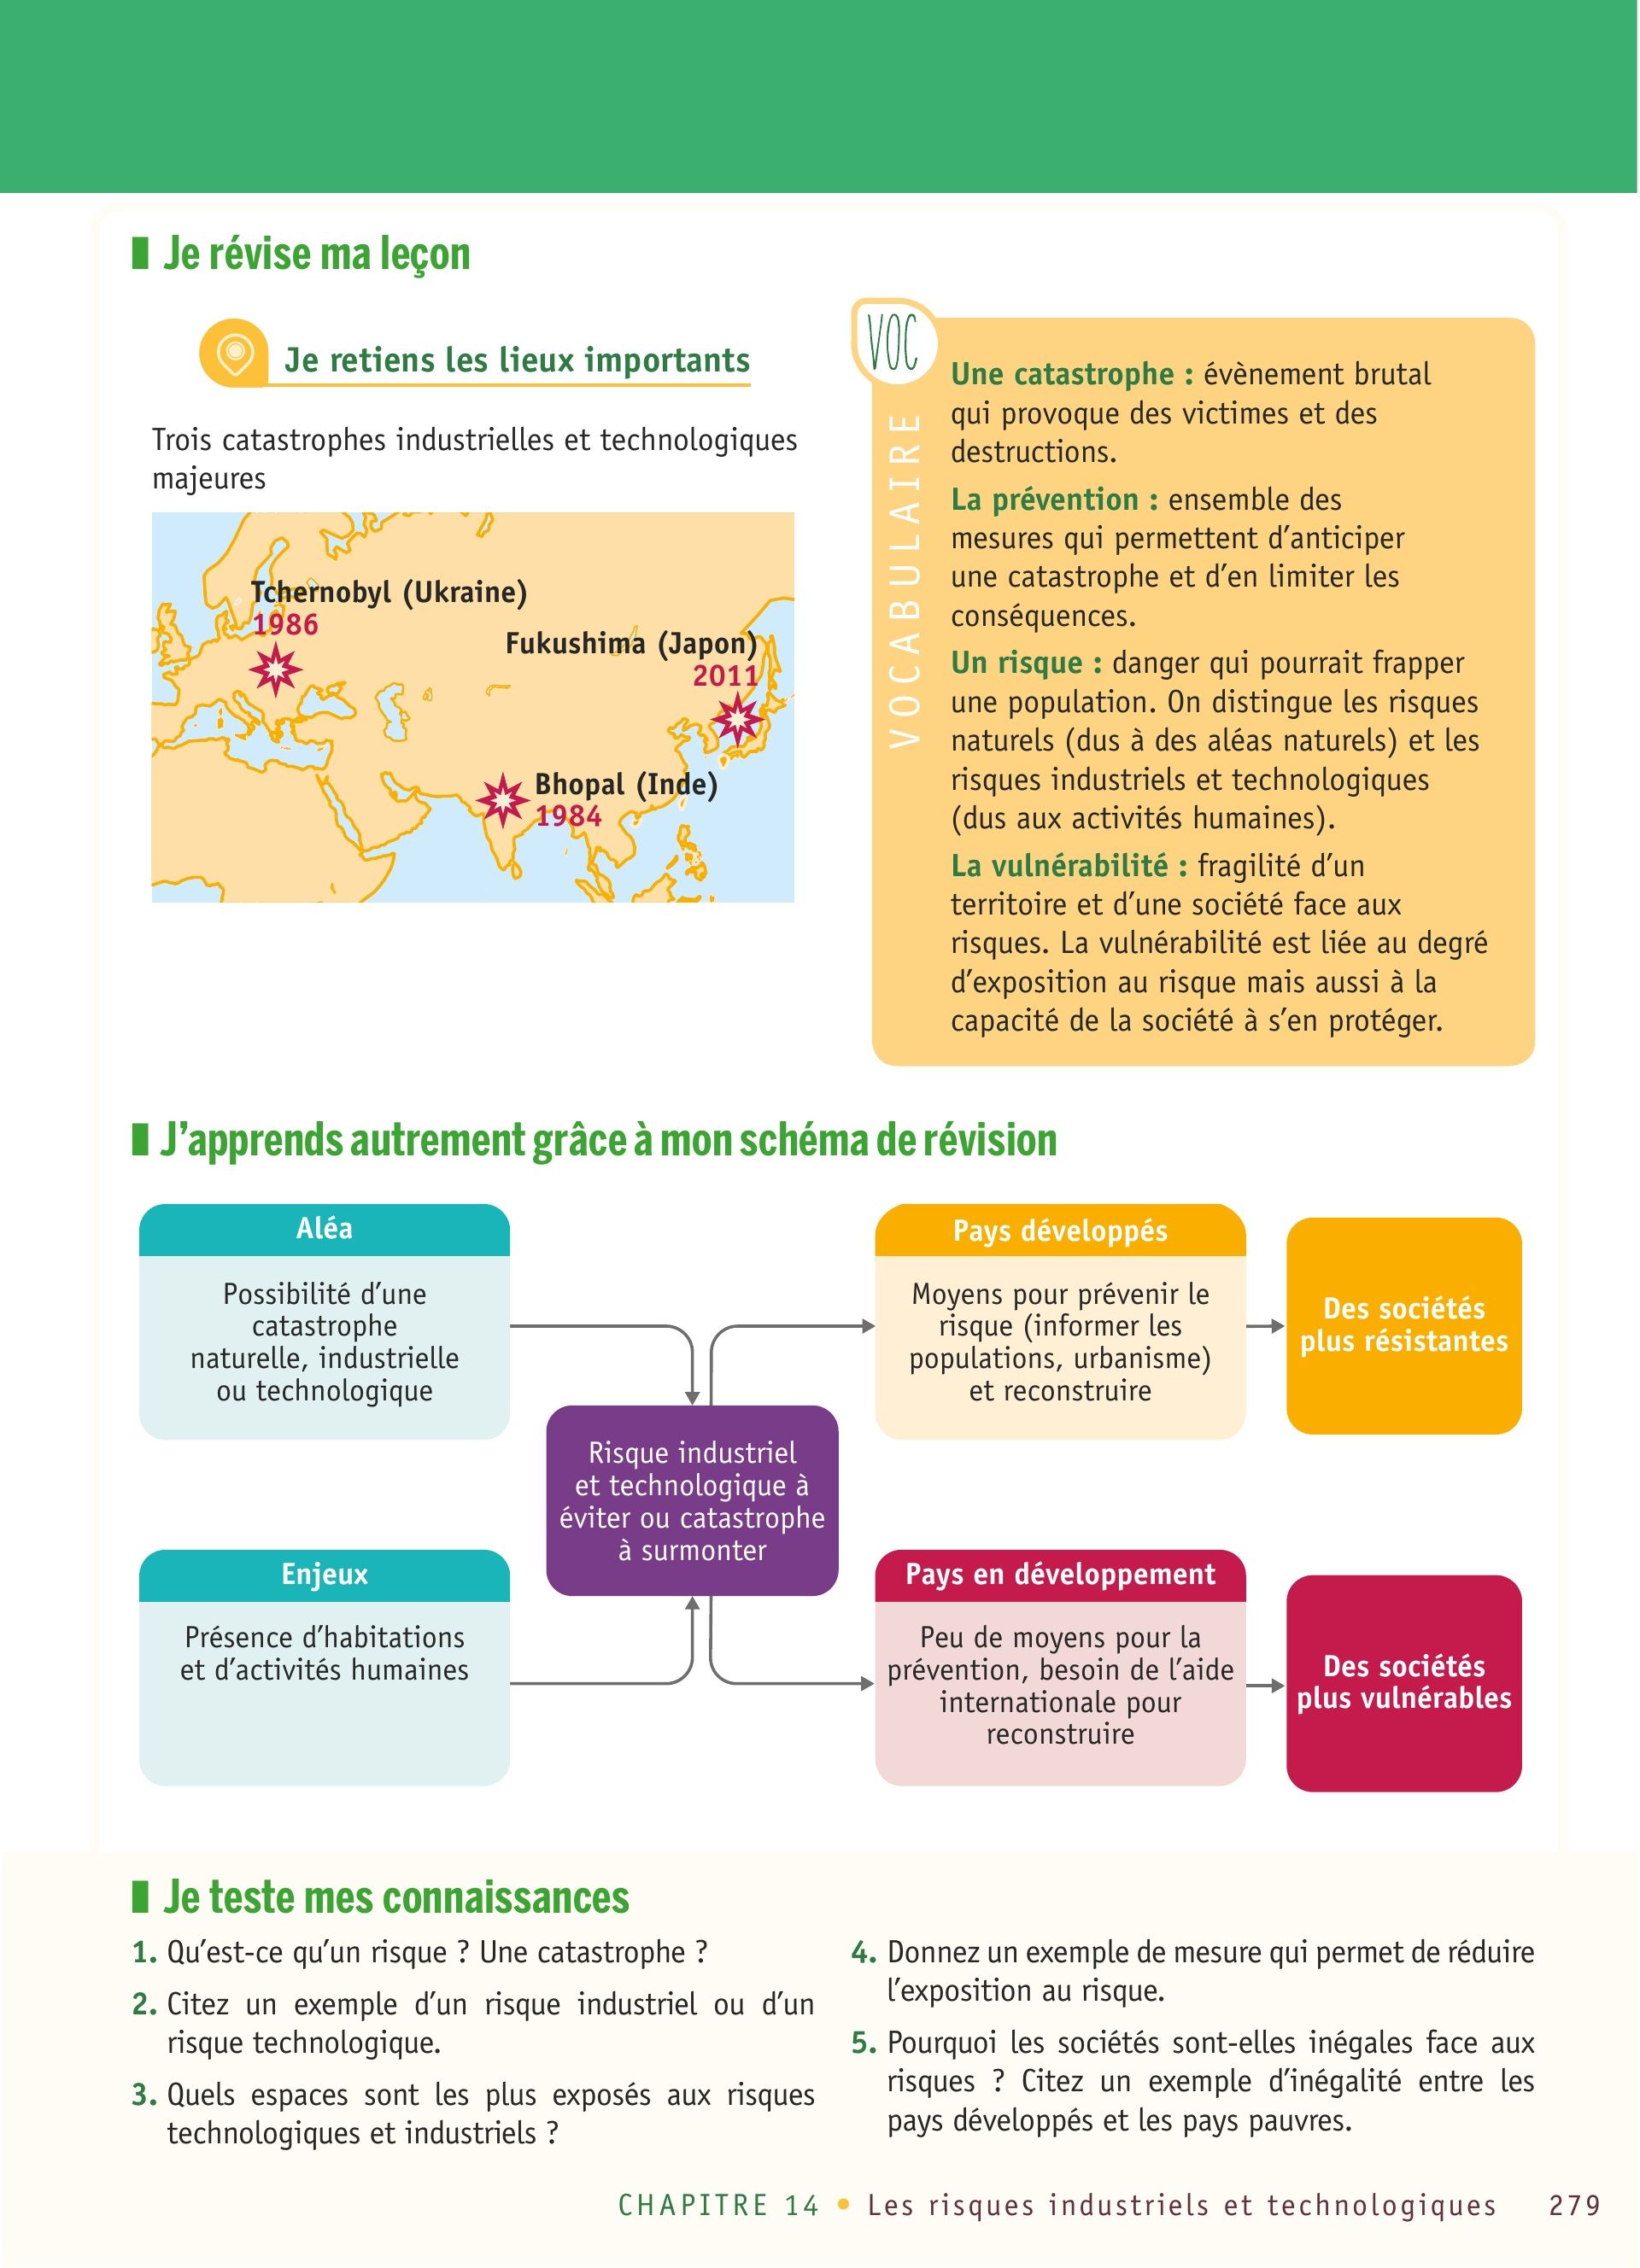 Je révise ma leçon
Je retiens les lieux importants
Trois catastrophes industrielles et technologiques
majeures
Tchernobyl (Ukraine)
1986
Fukushima (Japon)
2011
Bhopal (Inde)
1984
VOC
VOCABULAIRE
Une catastrophe : évènement brutal
qui provoque des victimes et des
destructions.
La prévention : ensemble des
mesures qui permettent d’anticiper
une catastrophe et d’en limiter les
conséquences.
Un risque : danger qui pourrait frapper
une population. On distingue les risques
naturels (dus à des aléas naturels) et les
risques industriels et technologiques
(dus aux activités humaines).
La vulnérabilité : fragilité d’un
territoire et d’une société face aux
risques. La vulnérabilité est liée au degré
d’exposition au risque mais aussi à la
capacité de la société à s’en protéger.
J’apprends autrement grâce à mon schéma de révision
Aléa
Possibilité d’une
catastrophe
naturelle, industrielle
ou technologique
Enjeux
Présence d’habitations
et d’activités humaines
Risque industriel
et technologique à
éviter ou catastrophe
à surmonter
Pays développés
Moyens pour prévenir le
risque (informer les
populations, urbanisme)
et reconstruire
Des sociétés
plus résistantes
Pays en développement
Peu de moyens pour la
prévention, besoin de l’aide
internationale pour
reconstruire
Des sociétés
plus vulnérables
Je teste mes connaissances
1. Qu’est-ce qu’un risque ? Une catastrophe ?
2. Citez un exemple d’un risque industriel ou d’un
risque technologique.
3. Quels espaces sont les plus exposés aux risques
technologiques et industriels ?
4. Donnez un exemple de mesure qui permet de réduire
l’exposition au risque.
5. Pourquoi les sociétés sont-elles inégales face aux
risques ? Citez un exemple d’inégalité entre les
pays développés et les pays pauvres.
CHAPITRE 14 • Les risques industriels et technologiques 279